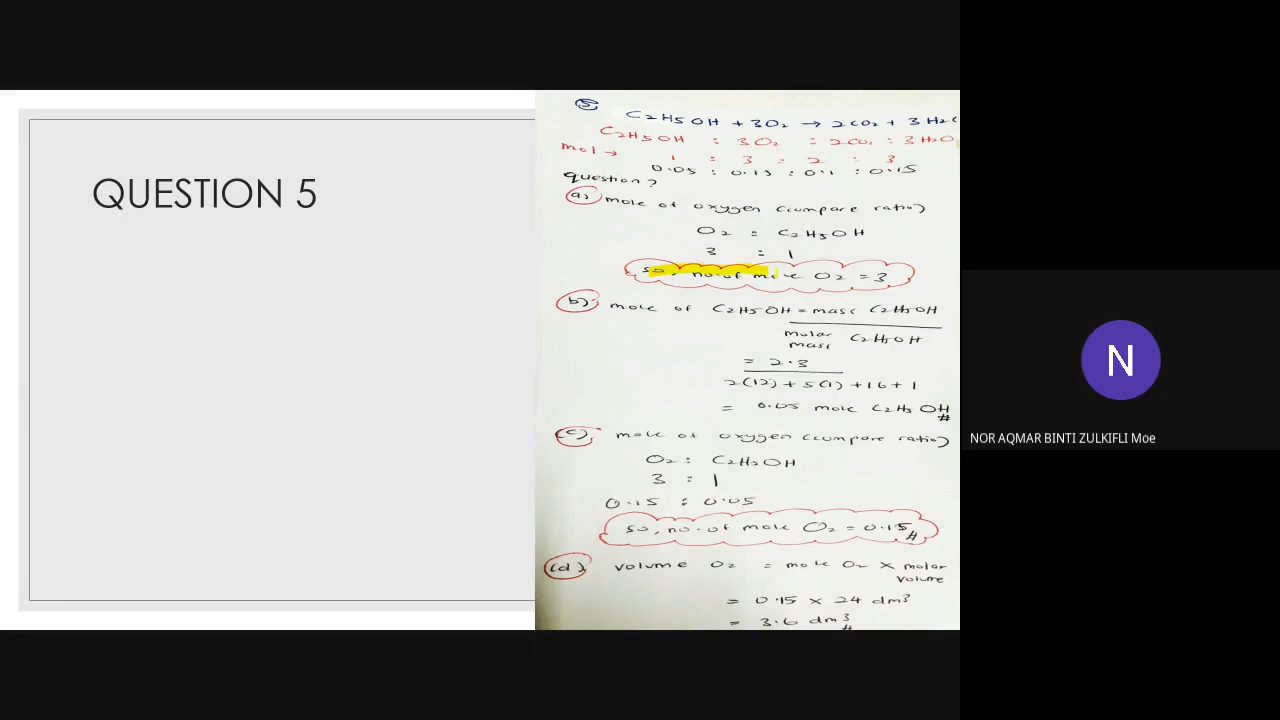 QUESTION 5
⑤ C2H5OH + 3O2 → 2CO2 + 3H2O
C2H5OH : 3O2 : 2CO2 : 3H2O
mol → 1 : 3 : 2 : 3
0.05 : 0.15 : 0.1 : 0.15
question?
(a) mole of oxygen (compare ratio)
O2 : C2H5OH
3 : 1
so, no. of mole O2 = 3
(b) mole of C2H5OH = mass C2H5OH
molar mass C2H5OH
= 2.3
2(12) + 5(1) + 16 + 1
= 0.05 mole C2H5OH #
(c) mole of oxygen (compare ratio)
O2 : C2H5OH
3 : 1
0.15 : 0.05
so, no. of mole O2 = 0.15 #
(d) volume O2 = mole O2 × molar volume
= 0.15 × 24 dm3
= 3.6 dm3 #
N
NOR AQMAR BINTI ZULKIFLI Moe